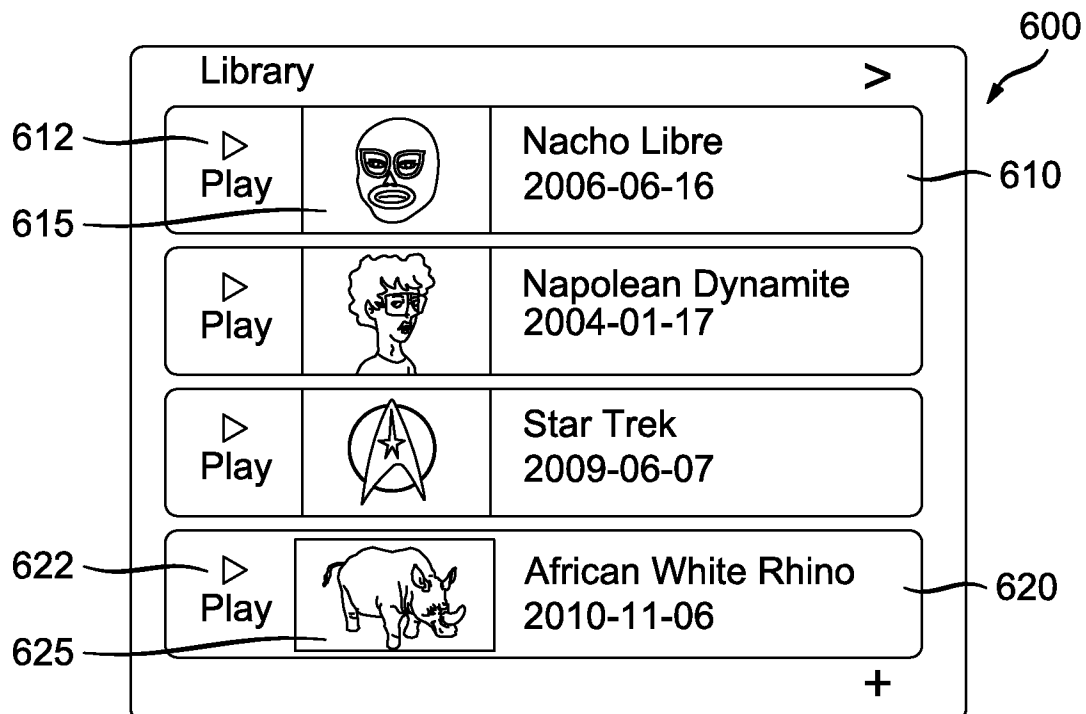 600
Library >
612
Play
Nacho Libre
2006-06-16
610
615
Play
Napolean Dynamite
2004-01-17
Play
Star Trek
2009-06-07
622
Play
African White Rhino
2010-11-06
620
625
+